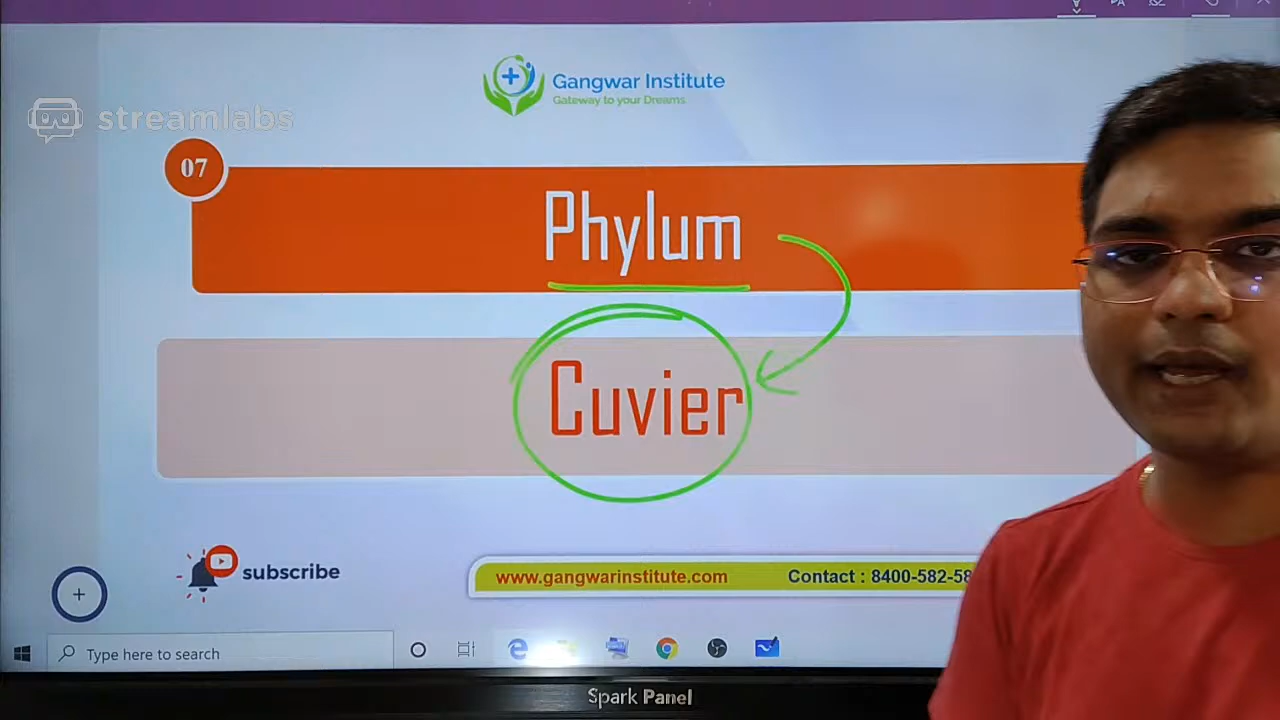 streamlabs
Gangwar Institute
Gateway to your Dreams
07
Phylum
Cuvier
subscribe
www.gangwarinstitute.com
Contact : 8400-582-58
Type here to search
Spark Panel